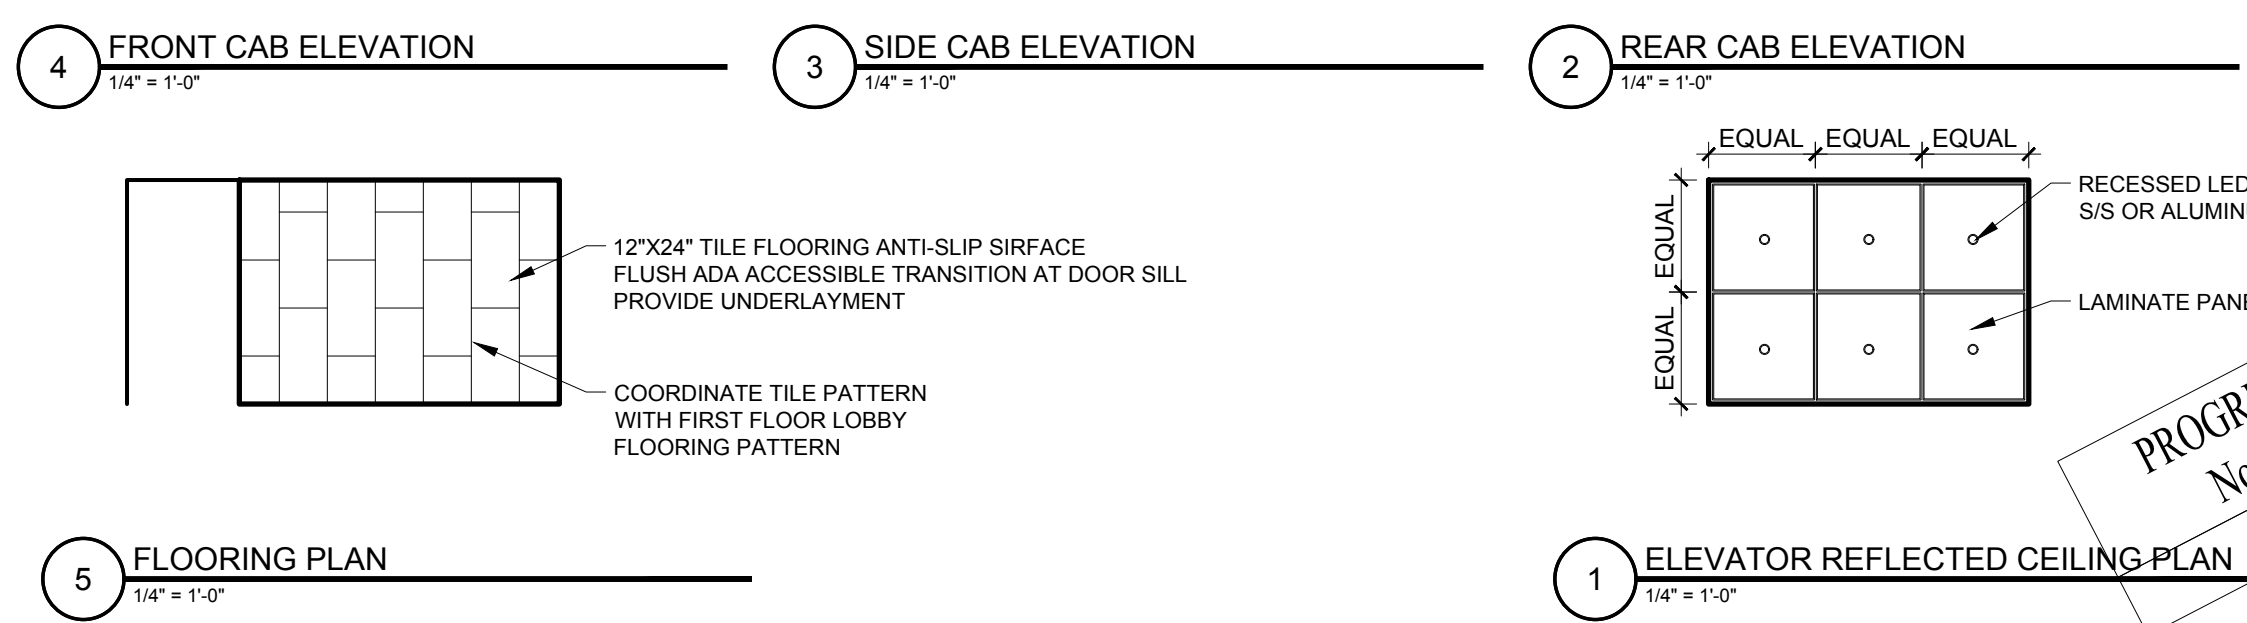 4
FRONT CAB ELEVATION
1/4" = 1'-0"
3
SIDE CAB ELEVATION
1/4" = 1'-0"
2
REAR CAB ELEVATION
1/4" = 1'-0"
12"X24" TILE FLOORING ANTI-SLIP SIRFACE
FLUSH ADA ACCESSIBLE TRANSITION AT DOOR SILL
PROVIDE UNDERLAYMENT
COORDINATE TILE PATTERN
WITH FIRST FLOOR LOBBY
FLOORING PATTERN
EQUAL EQUAL EQUAL
EQUAL
EQUAL
RECESSED LED
S/S OR
LAMINATE
5
FLOORING PLAN
1/4" = 1'-0"
1
ELEVATOR REFLECTED CEILING PLAN
1/4" = 1'-0"